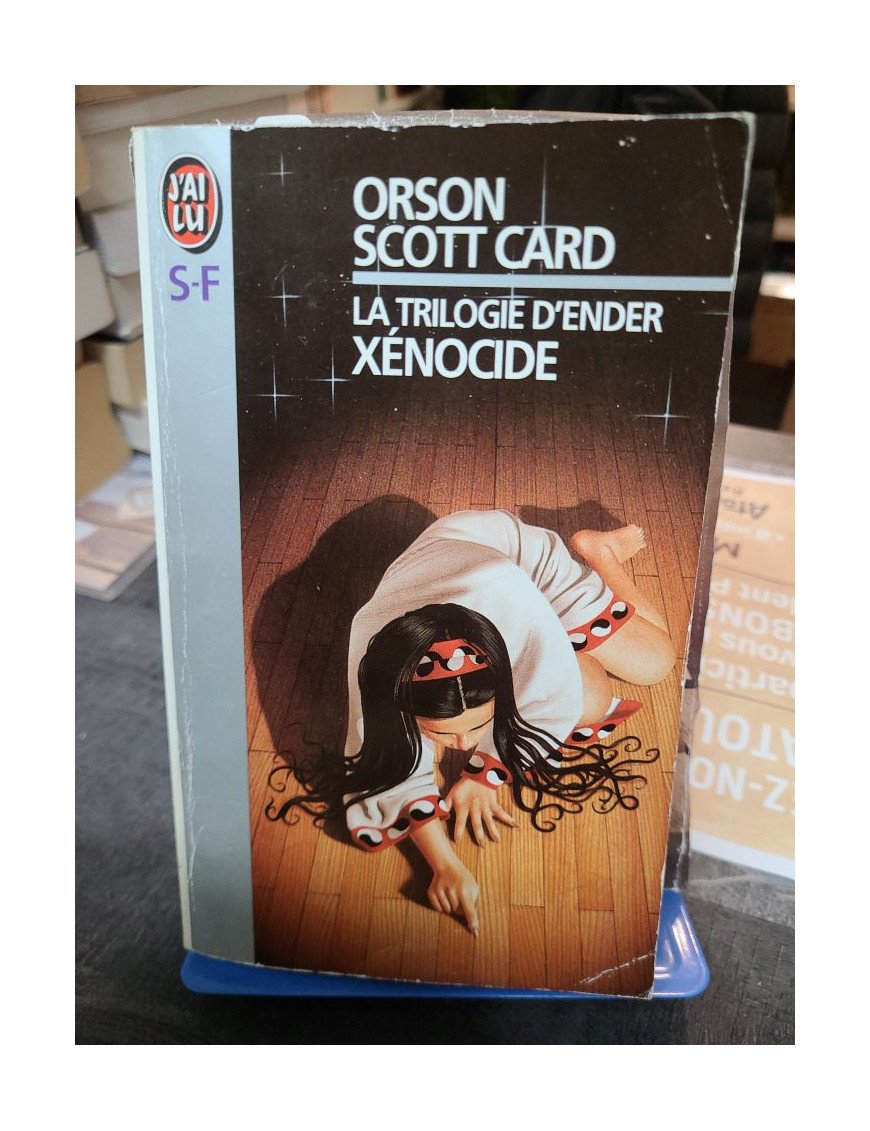 J'AI
LU
S-F
ORSON
SCOTT CARD
LA TRILOGIE D'ENDER
XÉNOCIDE